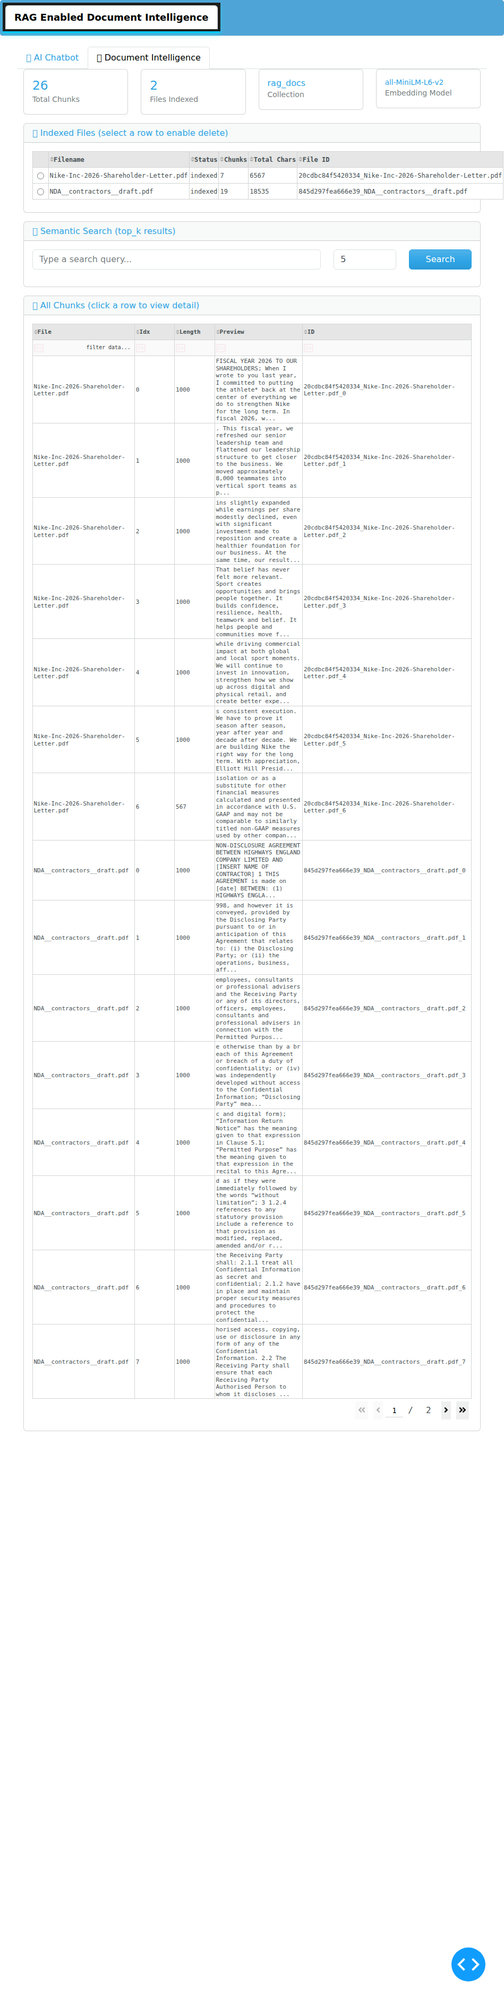 RAG Enabled Document Intelligence
AI Chatbot
Document Intelligence
26
Total Chunks
2
Files Indexed
rag_docs
Collection
all-MiniLM-L6-v2
Embedding Model
Indexed Files (select a row to enable delete)
Filename Status Chunks Total Chars File ID
Nike-Inc-2026-Shareholder-Letter.pdf indexed 7 6567 20cdbc84f5420334_Nike-Inc-2026-Shareholder-Letter.pdf
NDA__contractors__draft.pdf indexed 19 18535 845d297fea666e39_NDA__contractors__draft.pdf
Semantic Search (top_k results)
Type a search query... 5 Search
All Chunks (click a row to view detail)
File Idx Length Preview ID
filter data...
Nike-Inc-2026-Shareholder-
Letter.pdf
0
1000
FISCAL YEAR 2026 TO OUR
SHAREHOLDERS; When I
wrote to you last year,
I committed to putting
the athlete* back at the
center of everything we
do to strengthen Nike
for the long term. In
fiscal 2026, w...
20cdbc84f5420334_Nike-Inc-2026-Shareholder-
Letter.pdf_0
Nike-Inc-2026-Shareholder-
Letter.pdf
1
1000
. This fiscal year, we
refreshed our senior
leadership team and
flattened our leadership
structure to get closer
to the business. We
moved approximately
8,000 teammates into
vertical sport teams as
p...
20cdbc84f5420334_Nike-Inc-2026-Shareholder-
Letter.pdf_1
Nike-Inc-2026-Shareholder-
Letter.pdf
2
1000
ins slightly expanded
while earnings per share
modestly declined, even
with significant
investment made to
reposition and create a
healthier foundation for
our business. At the
same time, our result...
20cdbc84f5420334_Nike-Inc-2026-Shareholder-
Letter.pdf_2
Nike-Inc-2026-Shareholder-
Letter.pdf
3
1000
That belief has never
felt more relevant.
Sport creates
opportunities and brings
people together. It
builds confidence,
resilience, health,
teamwork and belief. It
helps people and
communities move f...
20cdbc84f5420334_Nike-Inc-2026-Shareholder-
Letter.pdf_3
Nike-Inc-2026-Shareholder-
Letter.pdf
4
1000
while driving commercial
impact at both global
and local sport moments.
We will continue to
invest in innovation,
strengthen how we show
up across digital and
physical retail, and
create better expe...
20cdbc84f5420334_Nike-Inc-2026-Shareholder-
Letter.pdf_4
Nike-Inc-2026-Shareholder-
Letter.pdf
5
1000
s consistent execution.
We have to prove it
season after season,
year after year and
decade after decade. We
are building Nike the
right way for the long
term. With appreciation,
Elliott Hill Presid...
20cdbc84f5420334_Nike-Inc-2026-Shareholder-
Letter.pdf_5
Nike-Inc-2026-Shareholder-
Letter.pdf
6
567
isolation or as a
substitute for other
financial measures
calculated and presented
in accordance with U.S.
GAAP and may not be
comparable to similarly
titled non-GAAP measures
used by other compan...
20cdbc84f5420334_Nike-Inc-2026-Shareholder-
Letter.pdf_6
NDA__contractors__draft.pdf
0
1000
NON-DISCLOSURE AGREEMENT
BETWEEN HIGHWAYS ENGLAND
COMPANY LIMITED AND
[INSERT NAME OF
CONTRACTOR] 1 THIS
AGREEMENT is made on
[date] BETWEEN: (1)
HIGHWAYS ENGLA...
845d297fea666e39_NDA__contractors__draft.pdf_0
NDA__contractors__draft.pdf
1
1000
998, and however it is
conveyed, provided by
the Disclosing Party
pursuant to or in
anticipation of this
Agreement that relates
to: (i) the Disclosing
Party; or (ii) the
operations, business,
aff...
845d297fea666e39_NDA__contractors__draft.pdf_1
NDA__contractors__draft.pdf
2
1000
employees, consultants
or professional advisers
and the Receiving Party
or any of its directors,
officers, employees,
consultants and
professional advisers in
connection with the
Permitted Purpos...
845d297fea666e39_NDA__contractors__draft.pdf_2
NDA__contractors__draft.pdf
3
1000
e otherwise than by a br
each of this Agreement
or breach of a duty of
confidentiality; or (iv)
was independently
developed without access
to the Confidential
Information; “Disclosing
Party” mea...
845d297fea666e39_NDA__contractors__draft.pdf_3
NDA__contractors__draft.pdf
4
1000
c and digital form);
“Information Return
Notice” has the meaning
given to that expression
in Clause 5.1;
“Permitted Purpose” has
the meaning given to
that expression in the
recital to this Agre...
845d297fea666e39_NDA__contractors__draft.pdf_4
NDA__contractors__draft.pdf
5
1000
d as if they were
immediately followed by
the words “without
limitation”; 3 1.2.4
references to any
statutory provision
include a reference to
that provision as
modified, replaced,
amended and/or r...
845d297fea666e39_NDA__contractors__draft.pdf_5
NDA__contractors__draft.pdf
6
1000
the Receiving Party
shall: 2.1.1 treat all
Confidential Information
as secret and
confidential; 2.1.2 have
in place and maintain
proper security measures
and procedures to
protect the
confidential...
845d297fea666e39_NDA__contractors__draft.pdf_6
NDA__contractors__draft.pdf
7
1000
horised access, copying,
use or disclosure in any
form of any of the
Confidential
Information. 2.2 The
Receiving Party shall
ensure that each
Receiving Party
Authorised Person to
whom it discloses ...
845d297fea666e39_NDA__contractors__draft.pdf_7
1 / 2